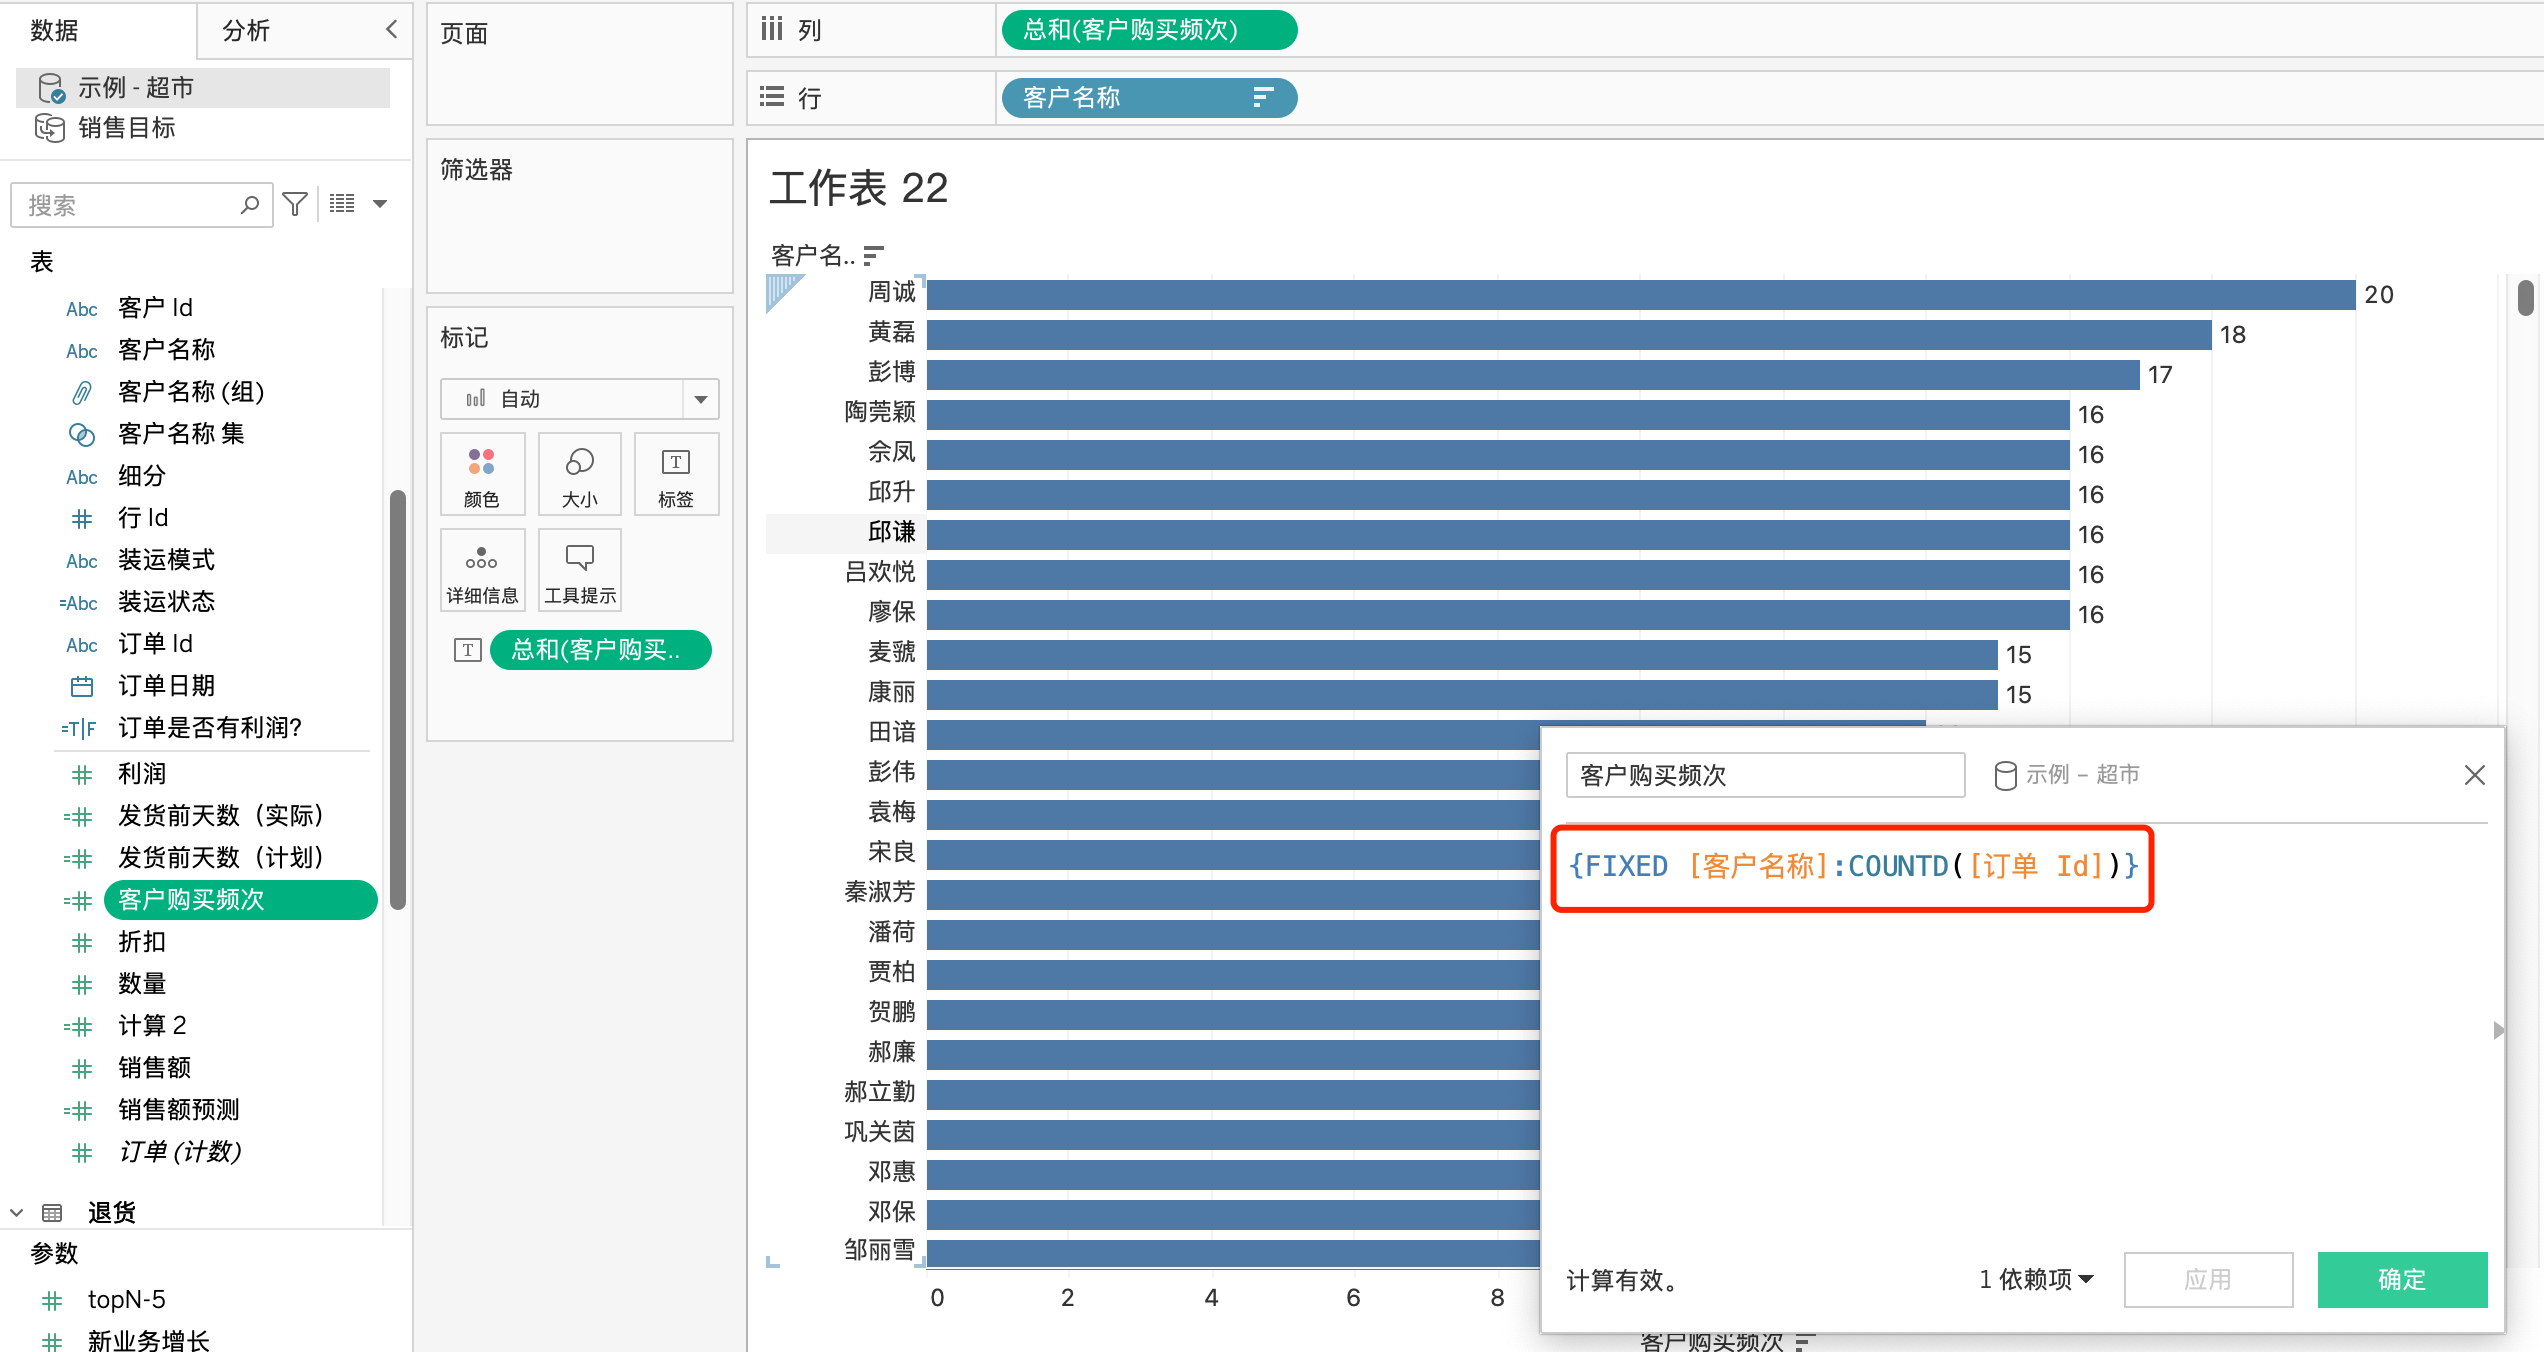 数据
分析
示例 - 超市
销售目标
搜索
表
Abc 客户 Id
Abc 客户名称
客户名称 (组)
客户名称 集
Abc 细分
行 Id
Abc 装运模式
=Abc 装运状态
Abc 订单 Id
订单日期
=T|F 订单是否有利润?
利润
发货前天数（实际）
发货前天数（计划）
客户购买频次
折扣
数量
计算 2
销售额
销售额预测
订单 (计数)
退货
参数
topN-5
新业务增长
页面
筛选器
标记
自动
颜色
大小
标签
详细信息
工具提示
总和(客户购买..
列
总和(客户购买频次)
行
客户名称
工作表 22
客户名..
周诚 20
黄磊 18
彭博 17
陶莞颖 16
佘凤 16
邱升 16
邱谦 16
吕欢悦 16
廖保 16
麦虢 15
康丽 15
田谙
彭伟
袁梅
宋良
秦淑芳
潘荷
贾柏
贺鹏
郝廉
郝立勤
巩关茵
邓惠
邓保
邹丽雪
0 2 4 6 8
客户购买频次
客户购买频次
示例 - 超市
{FIXED [客户名称]:COUNTD([订单 Id])}
计算有效。
1 依赖项
应用
确定